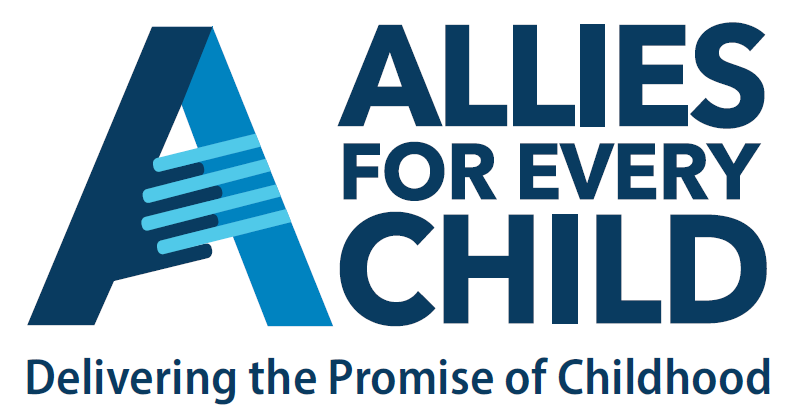 ALLIES
FOR EVERY
CHILD
Delivering the Promise of Childhood